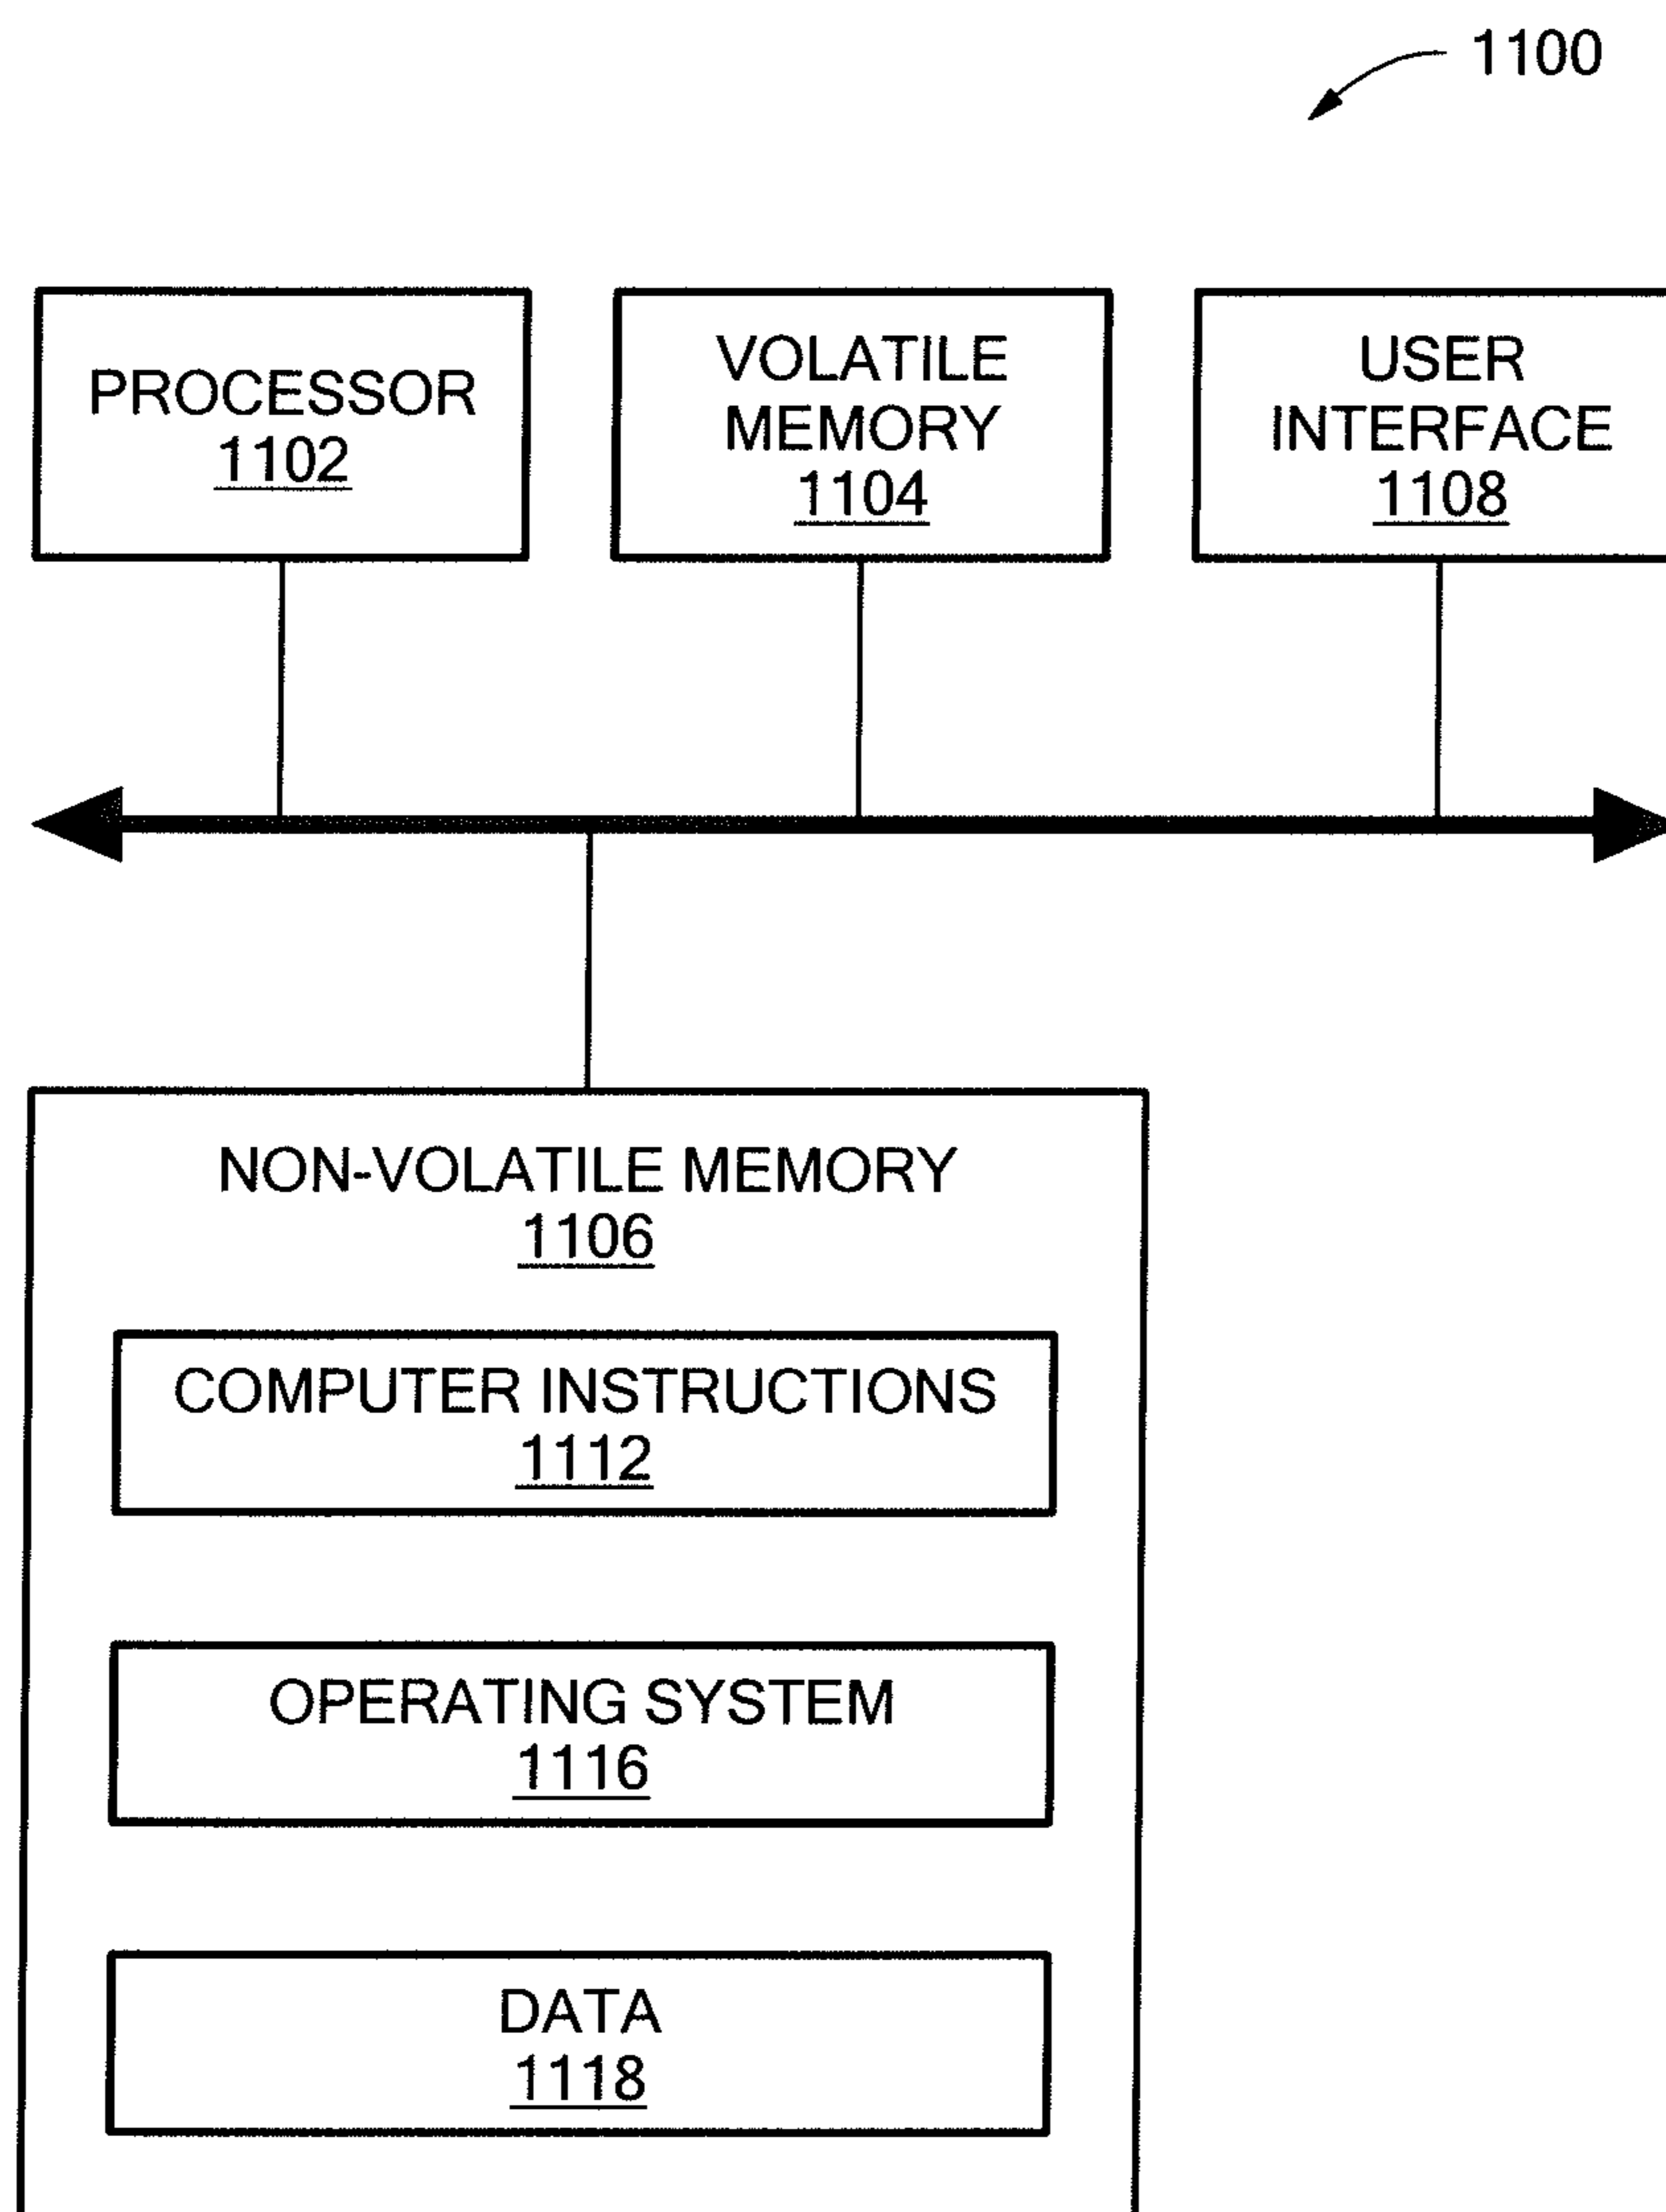 1100
PROCESSOR
1102
VOLATILE
MEMORY
1104
USER
INTERFACE
1108
NON-VOLATILE MEMORY
1106
COMPUTER INSTRUCTIONS
1112
OPERATING SYSTEM
1116
DATA
1118